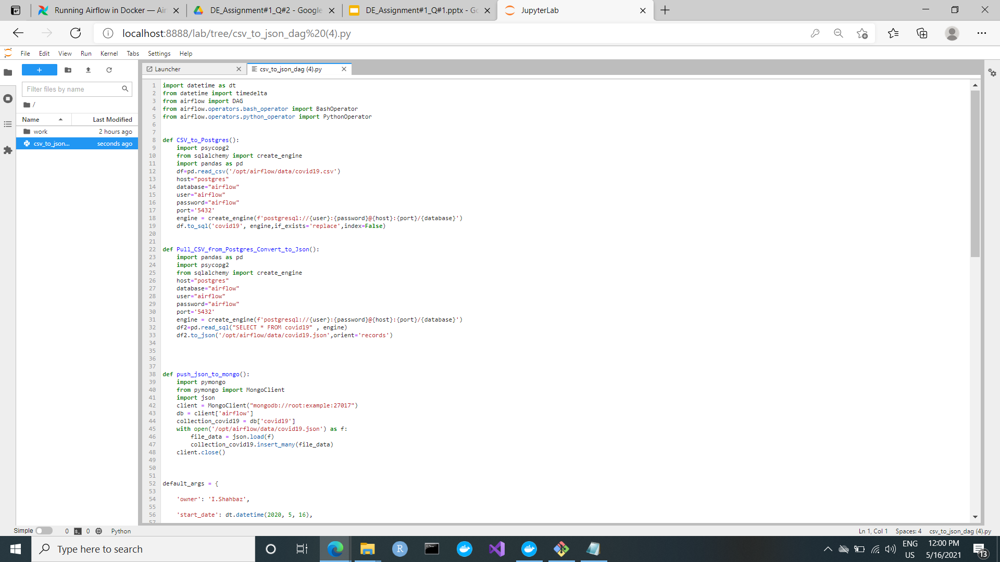 Running Airflow in Docker — Air
DE_Assignment#1_Q#2 - Google
DE_Assignment#1_Q#1.pptx - Go
JupyterLab
localhost:8888/lab/tree/csv_to_json_dag%20(4).py
File Edit View Run Kernel Tabs Settings Help
Launcher
csv_to_json_dag (4).py
Filter files by name
/
Name Last Modified
work 2 hours ago
csv_to_json... seconds ago
1 import datetime as dt
2 from datetime import timedelta
3 from airflow import DAG
4 from airflow.operators.bash_operator import BashOperator
5 from airflow.operators.python_operator import PythonOperator
6
7
8 def CSV_to_Postgres():
9 import psycopg2
10 from sqlalchemy import create_engine
11 import pandas as pd
12 df=pd.read_csv('/opt/airflow/data/covid19.csv')
13 host="postgres"
14 database="airflow"
15 user="airflow"
16 password="airflow"
17 port='5432'
18 engine = create_engine(f'postgresql://{user}:{password}@{host}:{port}/{database}')
19 df.to_sql('covid19', engine,if_exists='replace',index=False)
20
21
22 def Pull_CSV_from_Postgres_Convert_to_Json():
23 import pandas as pd
24 import psycopg2
25 from sqlalchemy import create_engine
26 host="postgres"
27 database="airflow"
28 user="airflow"
29 password="airflow"
30 port='5432'
31 engine = create_engine(f'postgresql://{user}:{password}@{host}:{port}/{database}')
32 df2=pd.read_sql("SELECT * FROM covid19" , engine)
33 df2.to_json('/opt/airflow/data/covid19.json',orient='records')
34
35
36
37
38 def push_json_to_mongo():
39 import pymongo
40 from pymongo import MongoClient
41 import json
42 client = MongoClient("mongodb://root:example:27017")
43 db = client['airflow']
44 collection_covid19 = db['covid19']
45 with open('/opt/airflow/data/covid19.json') as f:
46 file_data = json.load(f)
47 collection_covid19.insert_many(file_data)
48 client.close()
49
50
51
52 default_args = {
53
54 'owner': 'I.Shahbaz',
55
56 'start_date': dt.datetime(2020, 5, 16),
57
Simple 0 $_ 0 Python
Ln 1, Col 1 Spaces: 4 csv_to_json_dag (4).py
Type here to search
R
ENG
US
12:00 PM
5/16/2021
13